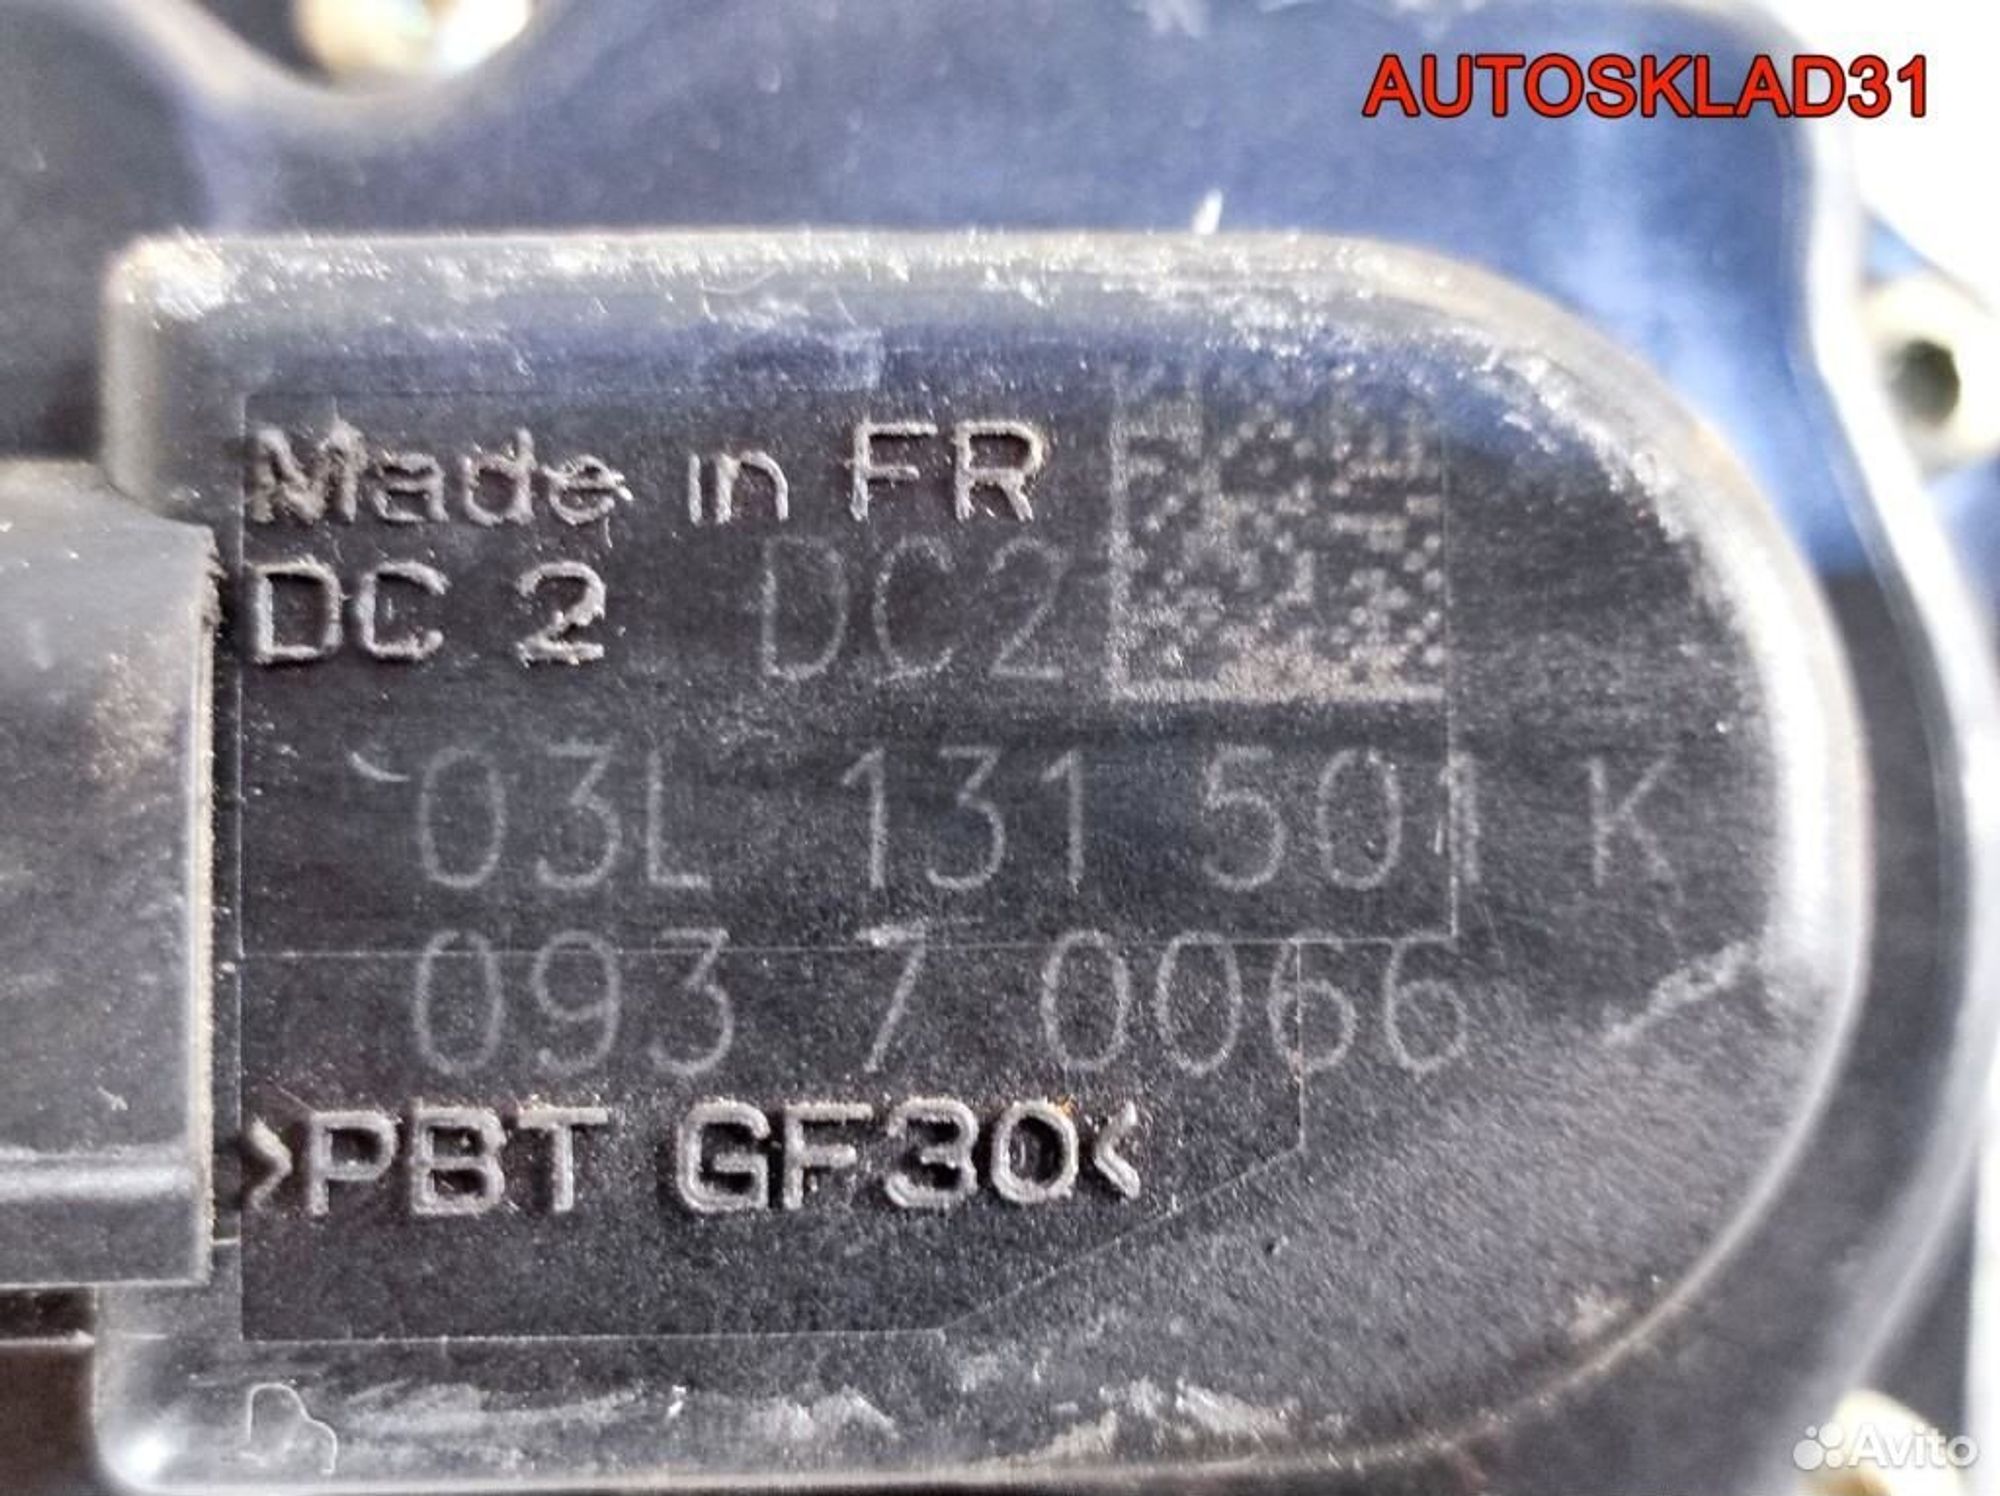 AUTOSKLAD31
Made in FR
DC 2 DC2
03L 131 501 K
093 7 0066
>PBT GF30<
Avito